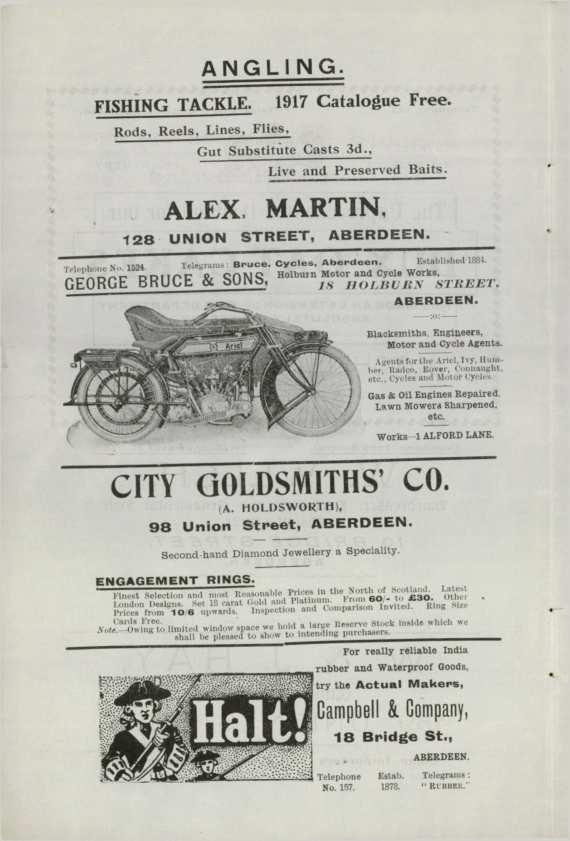 ANGLING.
FISHING TACKLE. 1917 Catalogue Free.
Rods, Reels, Lines, Flies,
Gut Substitute Casts 3d.,
Live and Preserved Baits.
ALEX. MARTIN,
128 UNION STREET, ABERDEEN.
Telephone No. 1524. Telegrams: Bruce, Cycles, Aberdeen. Established 1884.
GEORGE BRUCE & SONS, Holburn Motor and Cycle Works,
18 HOLBURN STREET.
ABERDEEN.
Ariel
Blacksmiths, Engineers,
Motor and Cycle Agents.
Agents for the Ariel, Ivy, Hum-
ber, Radco, Rover, Connaught,
etc., Cycles and Motor Cycles.
Gas & Oil Engines Repaired.
Lawn Mowers Sharpened,
etc.
Works—1 ALFORD LANE.
CITY GOLDSMITHS' CO.
(A. HOLDSWORTH),
98 Union Street, ABERDEEN.
Second-hand Diamond Jewellery a Speciality.
ENGAGEMENT RINGS.
Finest Selection and most Reasonable Prices in the North of Scotland. Latest
London Designs. Set 18 carat Gold and Platinum. From 60/- to £30. Other
Prices from 10/6 upwards. Inspection and Comparison Invited. Ring Size
Cards Free.
Note.—Owing to limited window space we hold a large Reserve Stock inside which we
shall be pleased to show to intending purchasers.
Halt!
For really reliable India
rubber and Waterproof Goods,
try the Actual Makers,
Campbell & Company,
18 Bridge St.,
ABERDEEN.
Telephone Estab. Telegrams:
No. 157. 1878. "RUBBER."